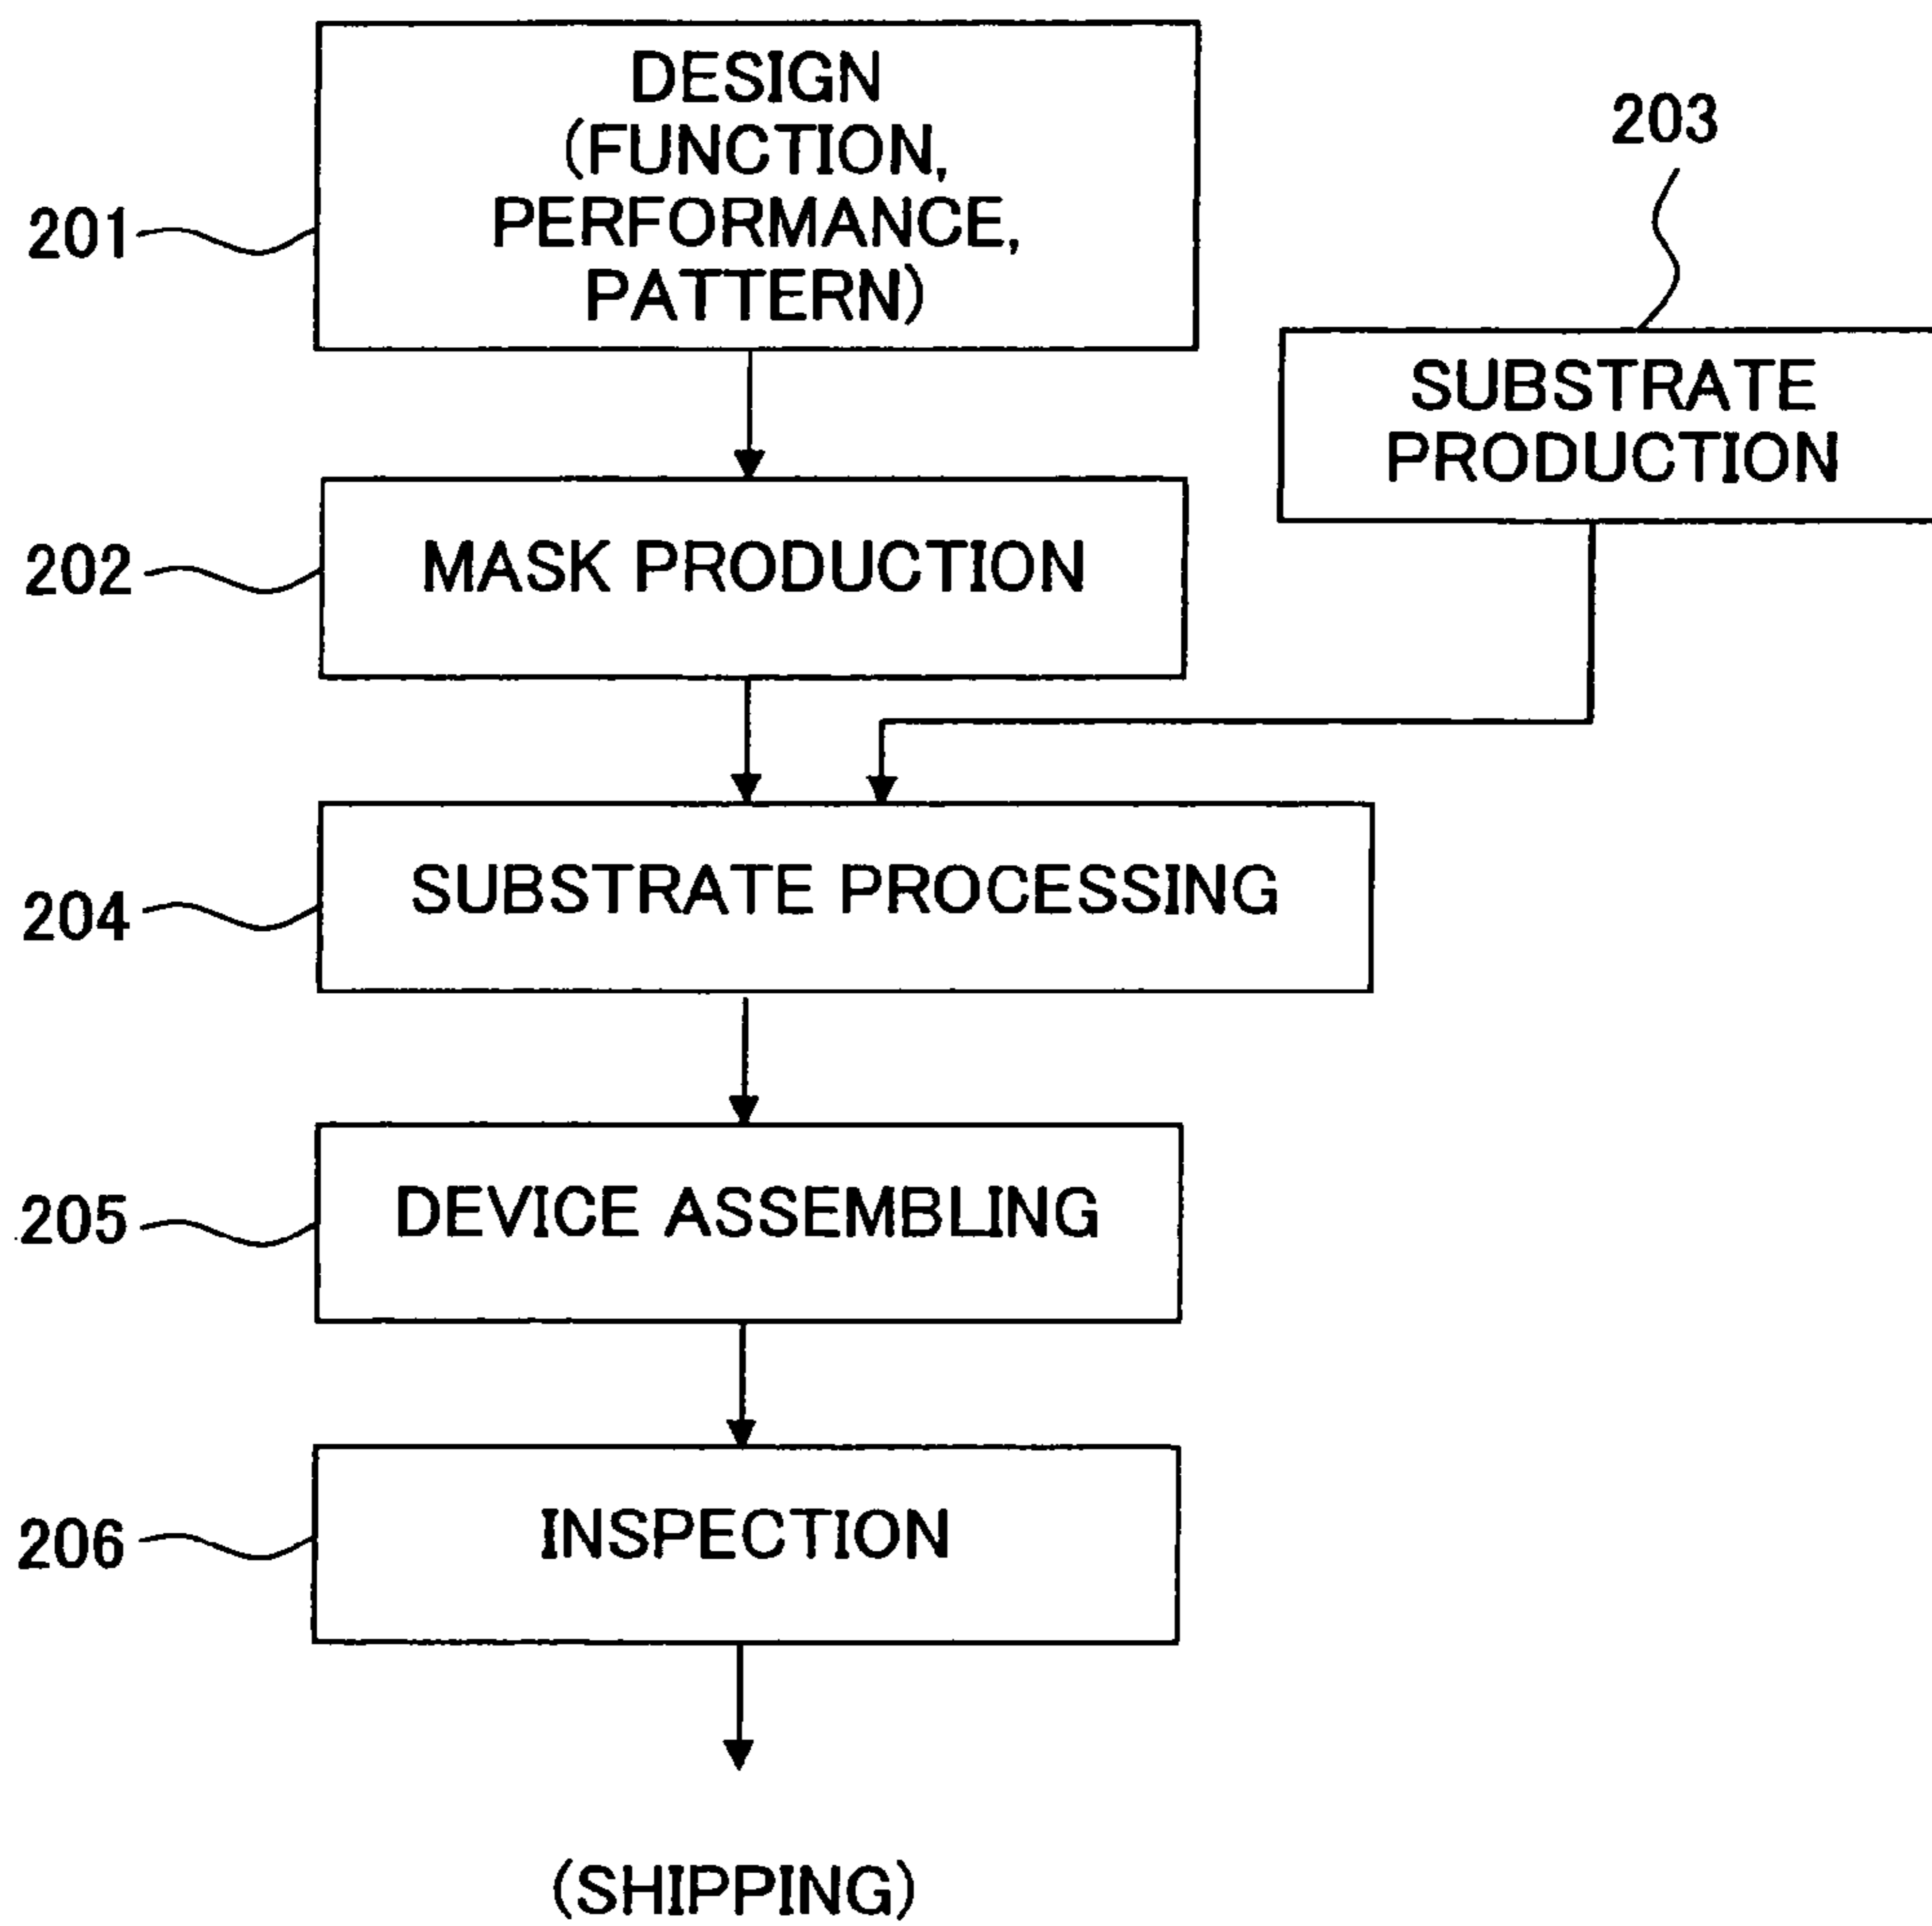 DESIGN
(FUNCTION,
PERFORMANCE,
PATTERN)
201
203
SUBSTRATE
PRODUCTION
202
MASK PRODUCTION
204
SUBSTRATE PROCESSING
205
DEVICE ASSEMBLING
206
INSPECTION
(SHIPPING)